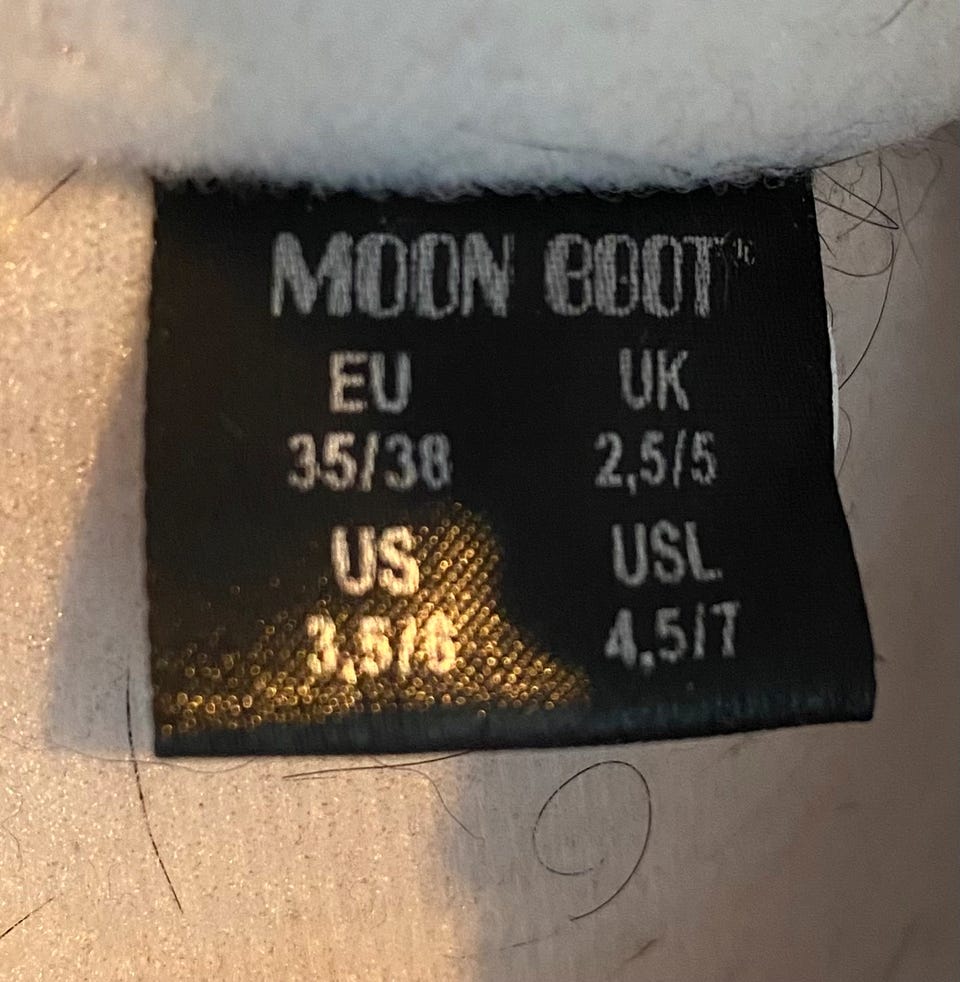 MOON BOOT
EU UK
35/38 2,5/5
US USL
3,5/6 4,5/7